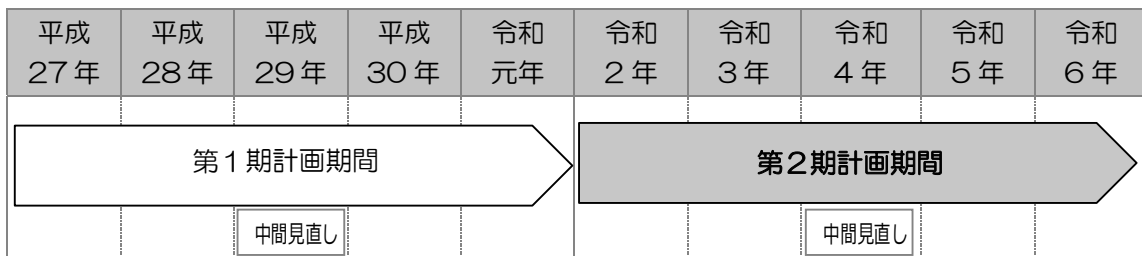 平成 平成 平成 平成 令和 令和 令和 令和 令和 令和
27年 28年 29年 30年 元年 2年 3年 4年 5年 6年
第1期計画期間 第2期計画期間
中間見直し 中間見直し